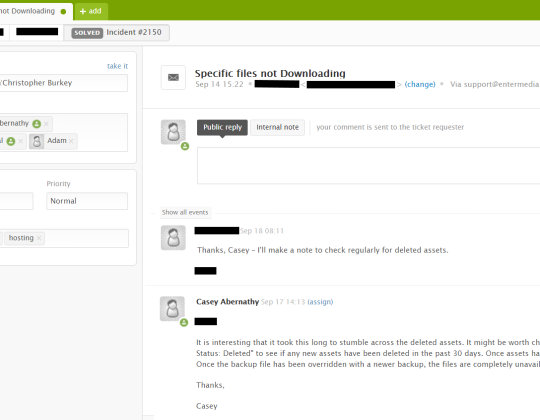 not Downloading
+ add
SOLVED Incident #2150
take it
/Christopher Burkey
Specific files not Downloading
Sep 14 15:22 < > (change) Via support@entermedia
bernathy ×
× Adam ×
Public reply Internal note your comment is sent to the ticket requester
Priority
Normal
hosting ×
Show all events
Sep 18 08:11
Thanks, Casey – I'll make a note to check regularly for deleted assets.
Casey Abernathy Sep 17 14:13 (assign)
It is interesting that it took this long to stumble across the deleted assets. It might be worth ch
Status: Deleted" to see if any new assets have been deleted in the past 30 days. Once assets ha
Once the backup file has been overridden with a newer backup, the files are completely unavail
Thanks,
Casey